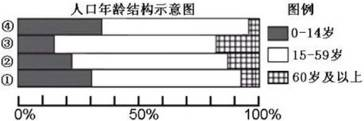 人口年龄结构示意图
图例
④
③
②
①
0-14岁
15-59岁
60岁及以上
0% 50% 100%